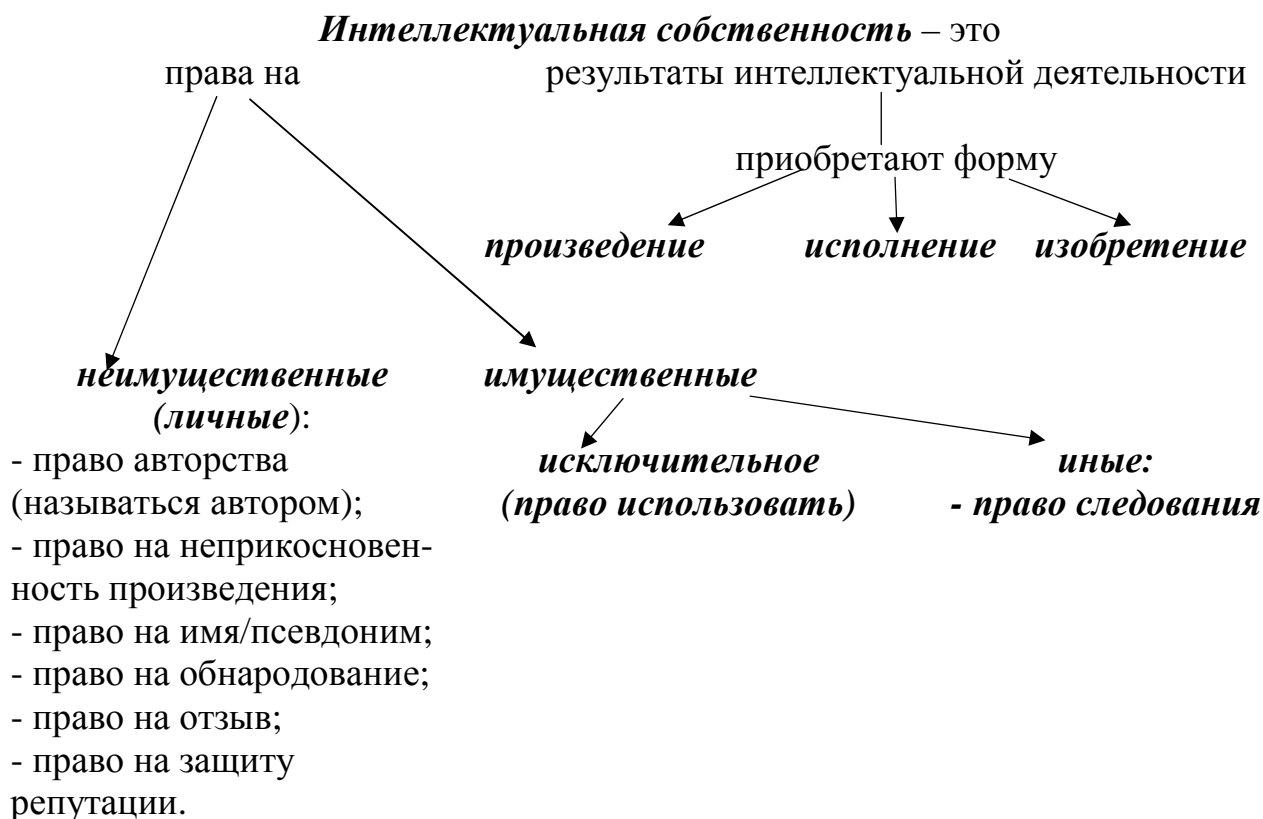 Интеллектуальная собственность – это
права на результаты интеллектуальной деятельности
приобретают форму
произведение исполнение изобретение
неимущественные имущественные
(личные):
- право авторства исключительное иные:
(называться автором); (право использовать) - право следования
- право на неприкосновен-
ность произведения;
- право на имя/псевдоним;
- право на обнародование;
- право на отзыв;
- право на защиту
репутации.